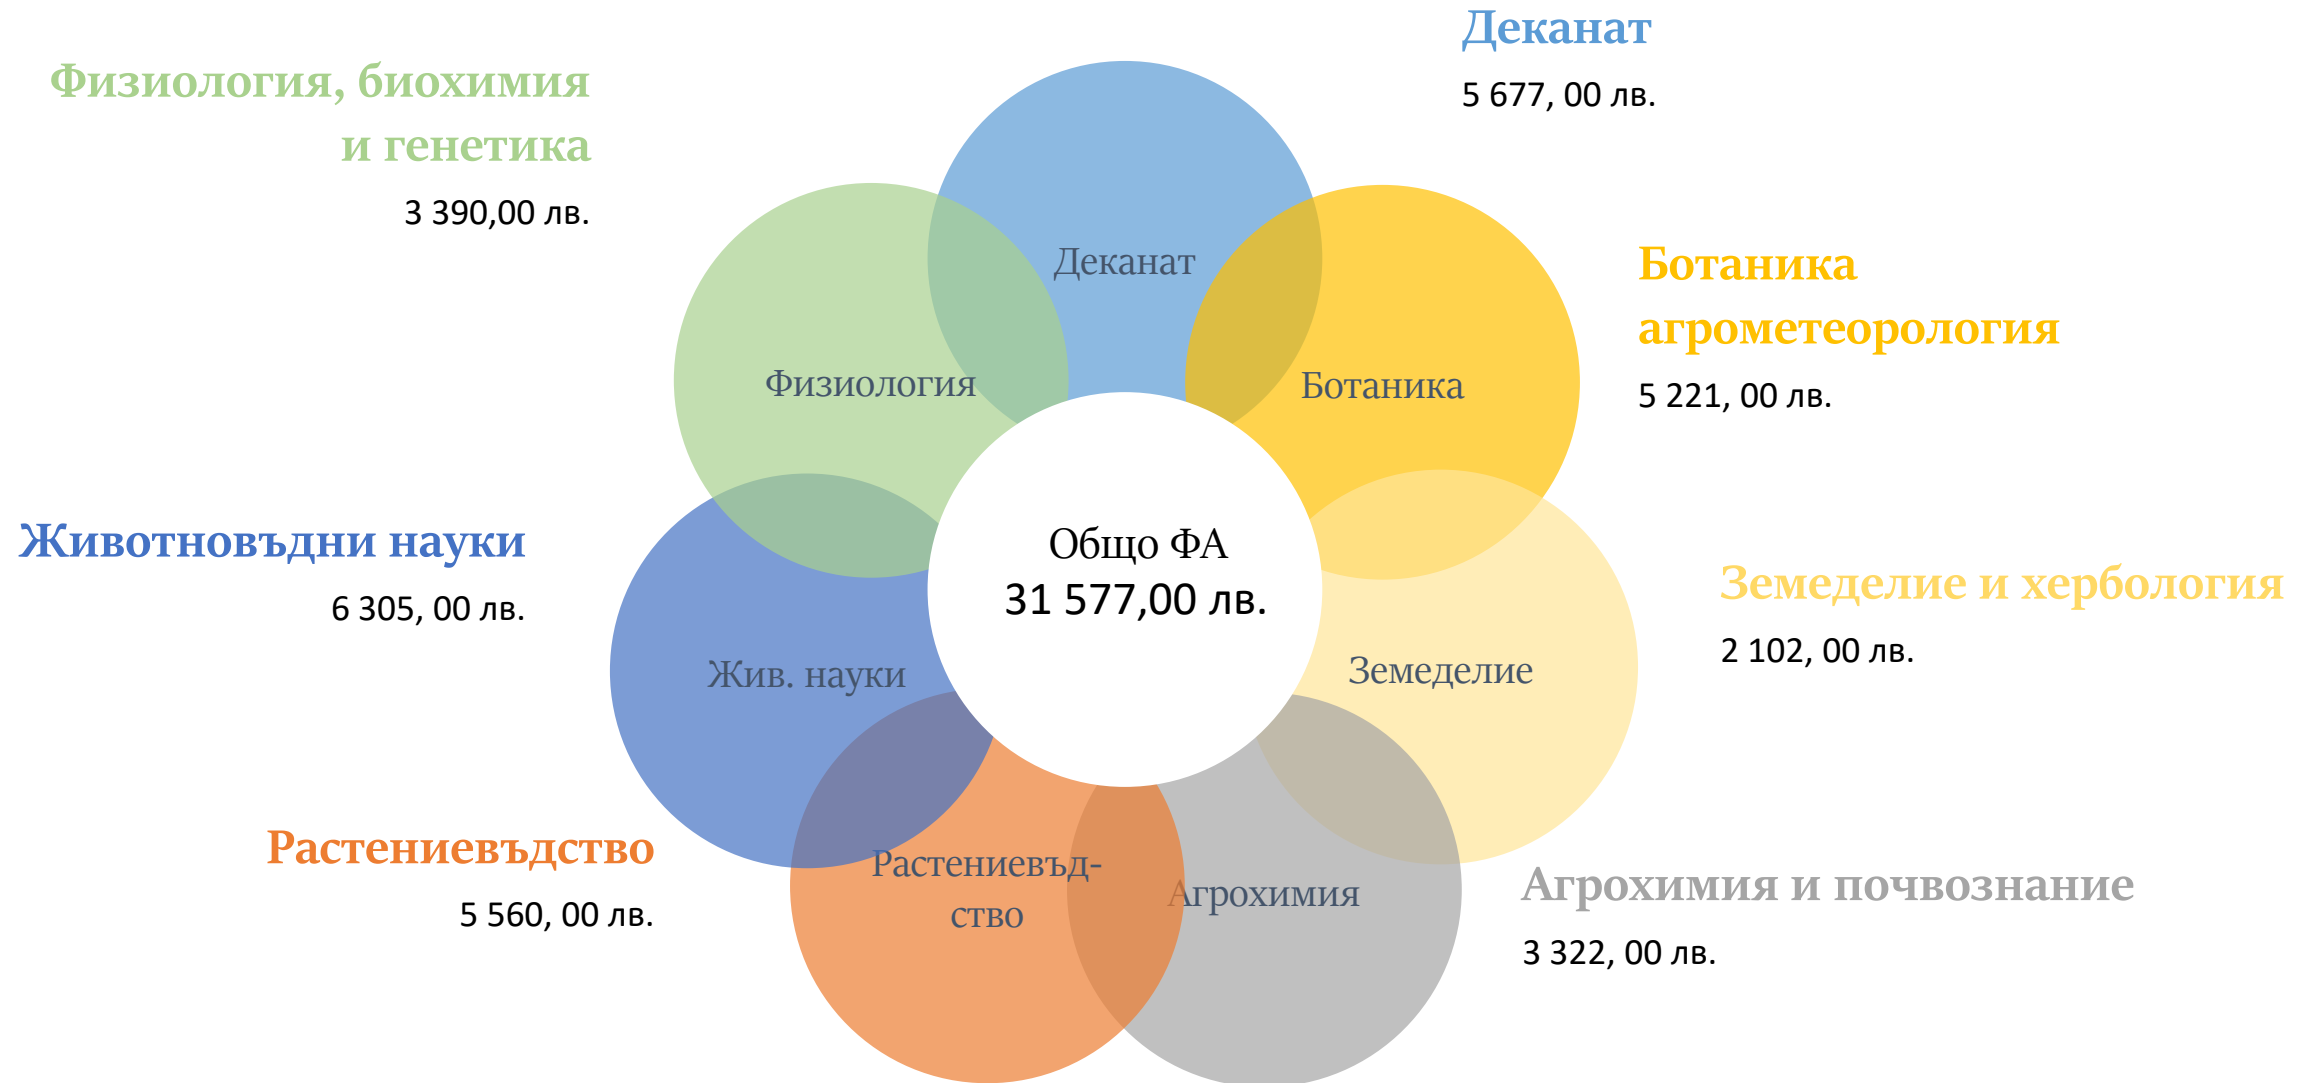 Деканат
5 677, 00 лв.
Физиология, биохимия
и генетика
3 390,00 лв.
Деканат
Ботаника
агрометеорология
5 221, 00 лв.
Физиология
Ботаника
Животновъдни науки
6 305, 00 лв.
Общо ФА
31 577,00 лв.
Земеделие и хербология
2 102, 00 лв.
Жив. науки
Земеделие
Растениевъдство
5 560, 00 лв.
Растениевъд-
ство
Агрохимия
Агрохимия и почвознание
3 322, 00 лв.